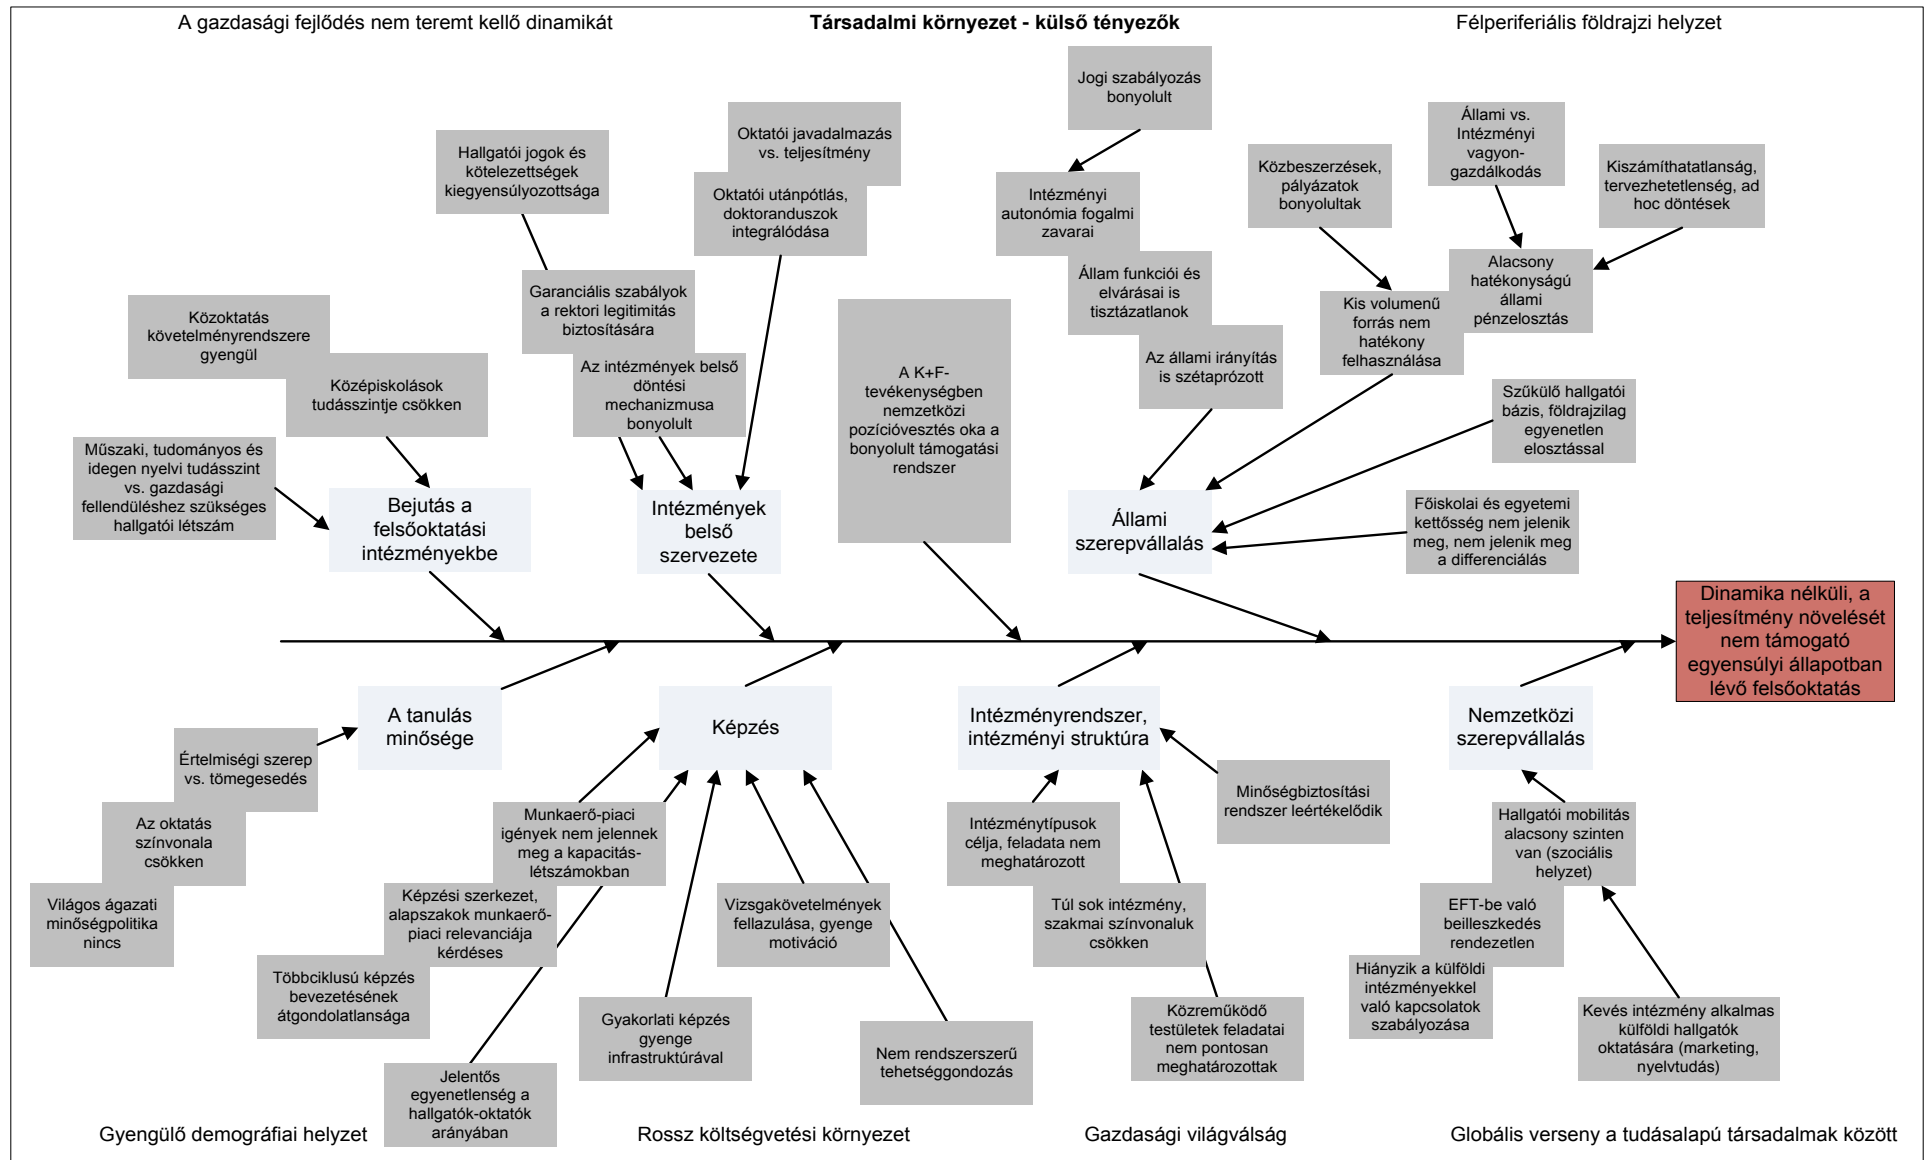 A gazdasági fejlődés nem teremt kellő dinamikát
Társadalmi környezet - külső tényezők
Félperiferiális földrajzi helyzet
Jogi szabályozás
bonyolult
Hallgatói jogok és
kötelezettségek
kiegyensúlyozottsága
Oktatói javadalmazás
vs. teljesítmény
Oktatói utánpótlás,
doktoranduszok
integrálódása
Intézményi
autonómia fogalmi
zavarai
Közbeszerzések,
pályázatok
bonyolultak
Állami vs.
Intézményi
vagyon-
gazdálkodás
Kiszámíthatatlanság,
tervezhetetlenség, ad
hoc döntések
Garanciális szabályok
a rektori legitimitás
biztosítására
Állam funkciói és
elvárásai is
tisztázatlanok
Alacsony
hatékonyságú
állami
pénzelosztás
Közoktatás
követelményrendszere
gyengül
Kis volumenű
forrás nem
hatékony
felhasználása
Középiskolások
tudásszintje csökken
Az intézmények belső
döntési
mechanizmusa
bonyolult
A K+F-
tevékenységben
nemzetközi
pozícióvesztés oka a
bonyolult támogatási
rendszer
Az állami irányítás
is szétaprózott
Szűkülő hallgatói
bázis, földrajzilag
egyenetlen
elosztással
Műszaki, tudományos és
idegen nyelvi tudásszint
vs. gazdasági
fellendüléshez szükséges
hallgatói létszám
Bejutás a
felsőoktatási
intézményekbe
Intézmények
belső
szervezete
Állami
szerepvállalás
Főiskolai és egyetemi
kettősség nem jelenik
meg, nem jelenik meg
a differenciálás
Dinamika nélküli, a
teljesítmény növelését
nem támogató
egyensúlyi állapotban
lévő felsőoktatás
A tanulás
minősége
Képzés
Intézményrendszer,
intézményi struktúra
Nemzetközi
szerepvállalás
Értelmiségi szerep
vs. tömegesedés
Az oktatás
színvonala
csökken
Világos ágazati
minőségpolitika
nincs
Munkaerő-piaci
igények nem jelennek
meg a kapacitás-
létszámokban
Képzési szerkezet,
alapszakok munkaerő-
piaci relevanciája
kérdéses
Többciklusú képzés
bevezetésének
átgondolatlansága
Jelentős
egyenetlenség a
hallgatók-oktatók
arányában
Gyakorlati képzés
gyenge
infrastruktúrával
Vizsgakövetelmények
fellazulása, gyenge
motiváció
Nem rendszerszerű
tehetséggondozás
Intézménytípusok
célja, feladata nem
meghatározott
Túl sok intézmény,
szakmai színvonaluk
csökken
Minőségbiztosítási
rendszer leértékelődik
Közreműködő
testületek feladatai
nem pontosan
meghatározottak
Hallgatói mobilitás
alacsony szinten
van (szociális
helyzet)
EFT-be való
beilleszkedés
rendezetlen
Hiányzik a külföldi
intézményekkel
való kapcsolatok
szabályozása
Kevés intézmény alkalmas
külföldi hallgatók
oktatására (marketing,
nyelvtudás)
Gyengülő demográfiai helyzet
Rossz költségvetési környezet
Gazdasági világválság
Globális verseny a tudásalapú társadalmak között